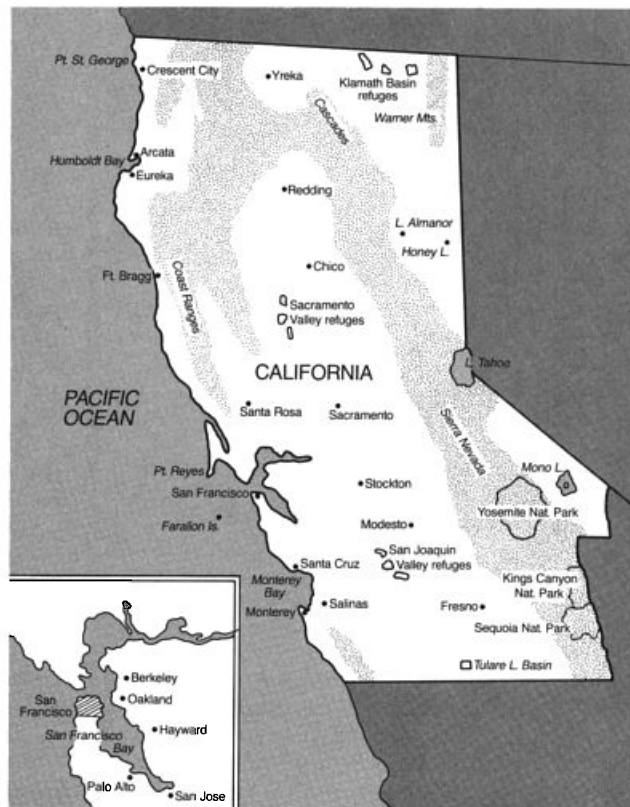 Pt. St. George
Crescent City
Yreka
Klamath Basin
refuges
Cascades
Warner Mts.
Humboldt Bay
Arcata
Eureka
Redding
L. Almanor
Honey L.
Ft. Bragg
Coast Ranges
Chico
Sacramento
Valley refuges
CALIFORNIA
L. Tahoe
PACIFIC
OCEAN
Santa Rosa
Sacramento
Sierra Nevada
Pt. Reyes
San Francisco
Stockton
Mono L.
Yosemite Nat. Park
Farallon Is.
Modesto
San Joaquin
Valley refuges
Santa Cruz
Monterey
Bay
Monterey
Salinas
Fresno
Kings Canyon
Nat. Park
Sequoia Nat. Park
Tulare L. Basin
Berkeley
Oakland
San
Francisco
San Francisco
Bay
Hayward
Palo Alto
San Jose